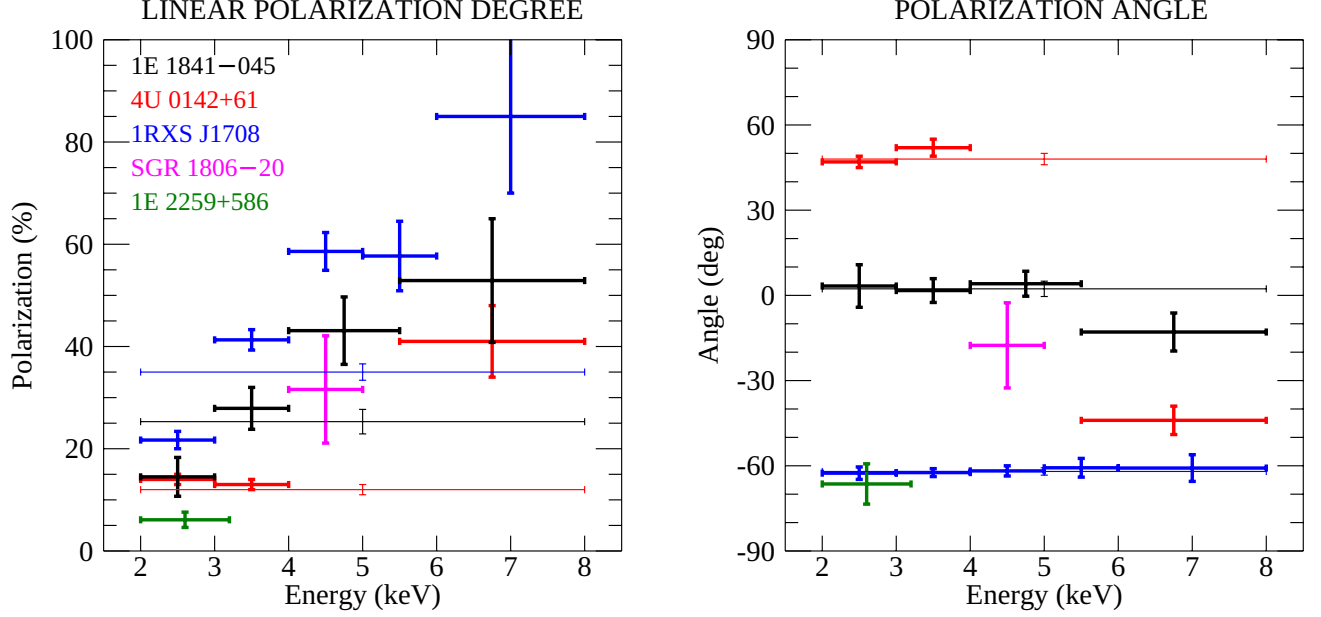 LINEAR POLARIZATION DEGREE
100
80
60
40
20
0
Polarization (%)
1E 1841−045
4U 0142+61
1RXS J1708
SGR 1806−20
1E 2259+586
2 3 4 5 6 7 8
Energy (keV)
POLARIZATION ANGLE
90
60
30
0
-30
-60
-90
Angle (deg)
2 3 4 5 6 7 8
Energy (keV)